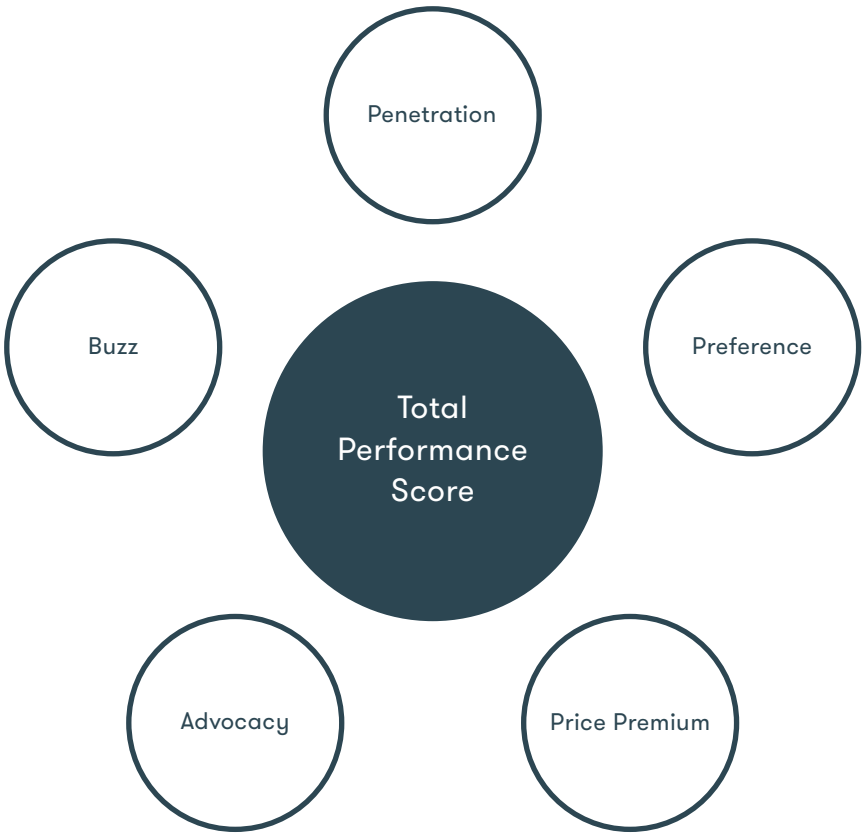 Penetration
Buzz
Preference
Total
Performance
Score
Advocacy
Price Premium